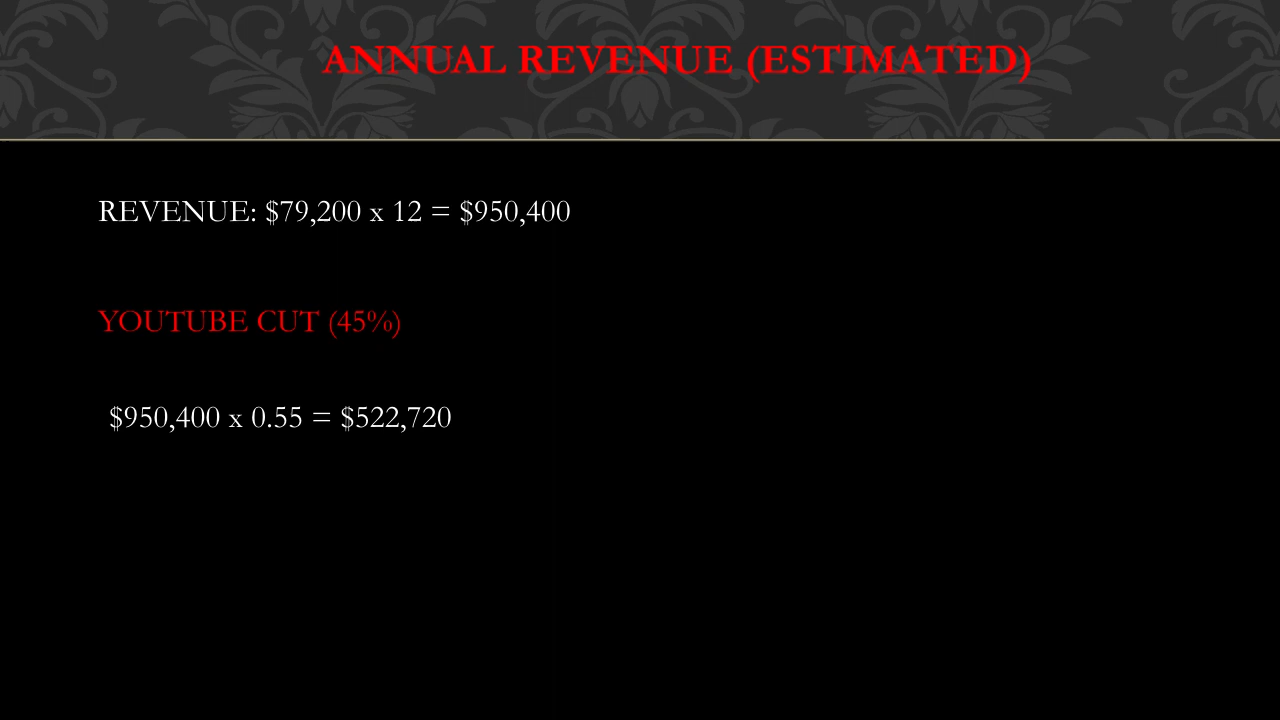 ANNUAL REVENUE (ESTIMATED)
REVENUE: $79,200 x 12 = $950,400
YOUTUBE CUT (45%)
$950,400 x 0.55 = $522,720